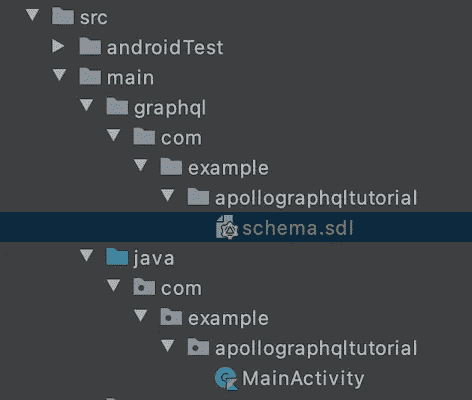 src
androidTest
main
graphql
com
example
apollographqltutorial
schema.sdl
java
com
example
apollographqltutorial
MainActivity